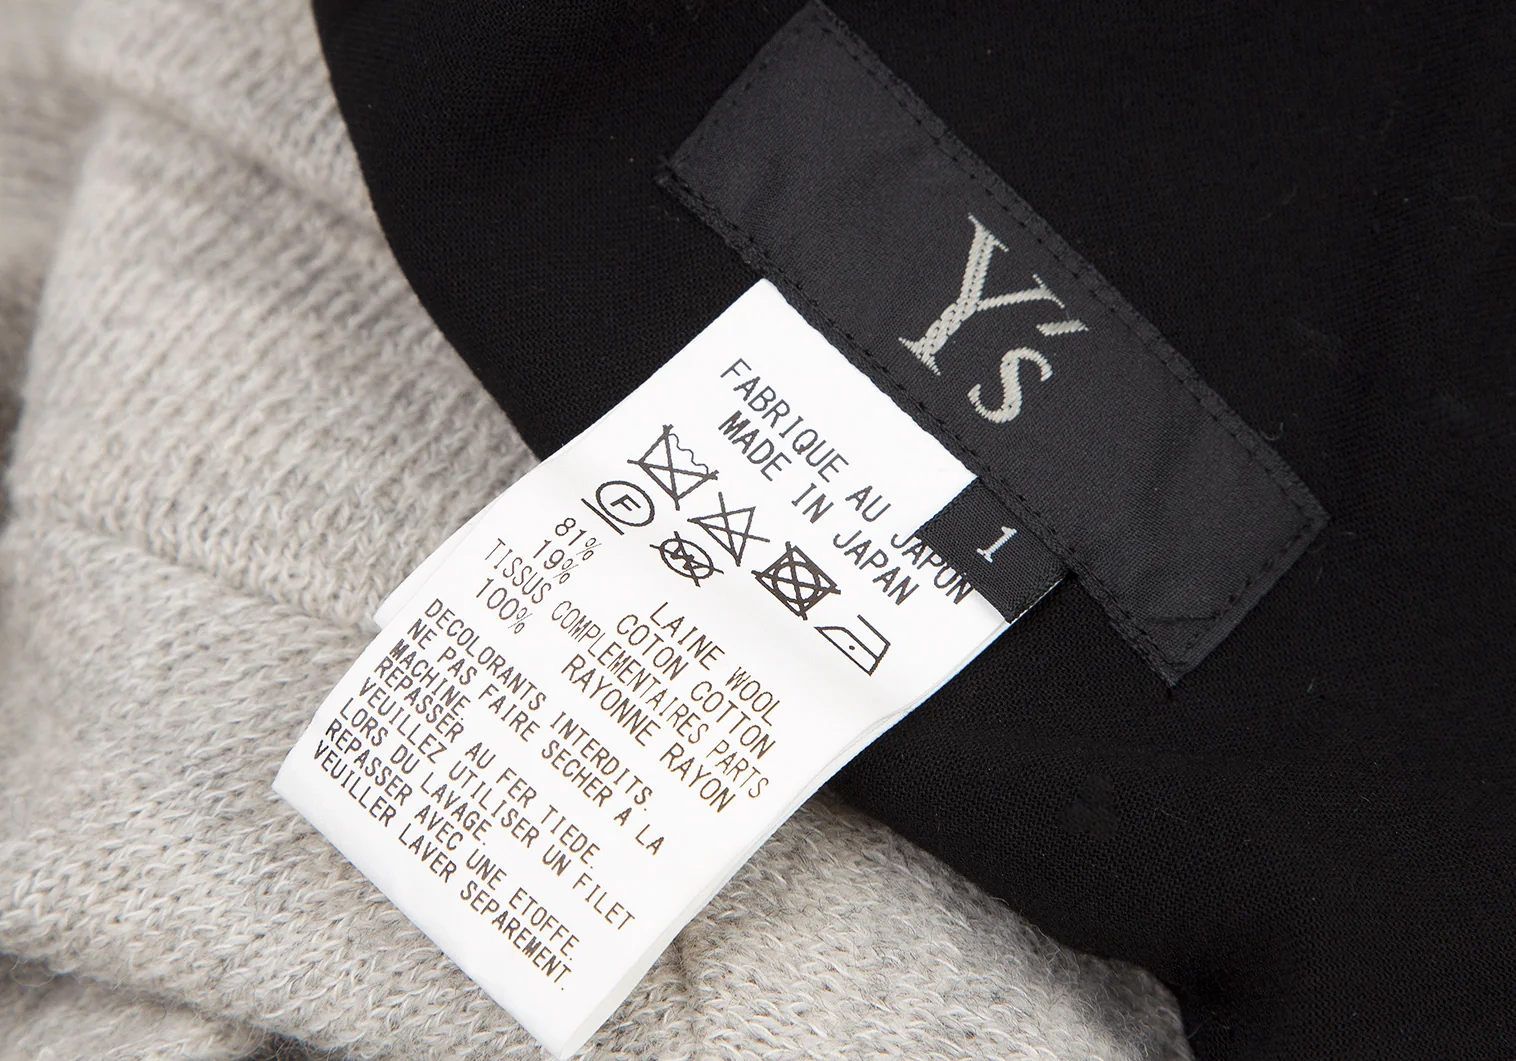 Y's
1
FABRIQUE AU JAPON
MADE IN JAPAN
F
W
81% LAINE WOOL
19% COTON COTTON
TISSUS COMPLEMENTAIRES PARTS
100% RAYONNE RAYON
DECOLORANTS INTERDITS.
NE PAS FAIRE SECHER A LA
MACHINE.
REPASSER AU FER TIEDE.
VEUILLEZ UTILISER UN FILET
LORS DU LAVAGE.
REPASSER AVEC UNE ETOFFE.
VEUILLER LAVER SEPAREMENT.